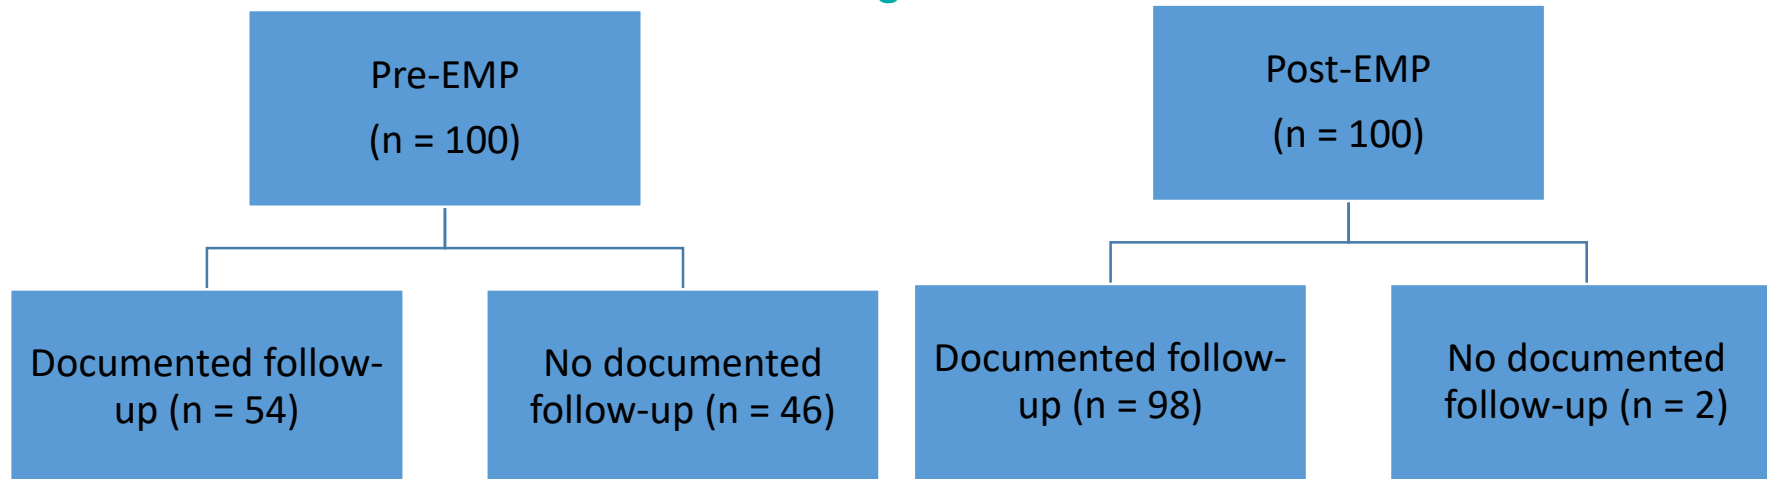 Pre-EMP
(n = 100)
Documented follow-
up (n = 54)
No documented
follow-up (n = 46)
Post-EMP
(n = 100)
Documented follow-
up (n = 98)
No documented
follow-up (n = 2)